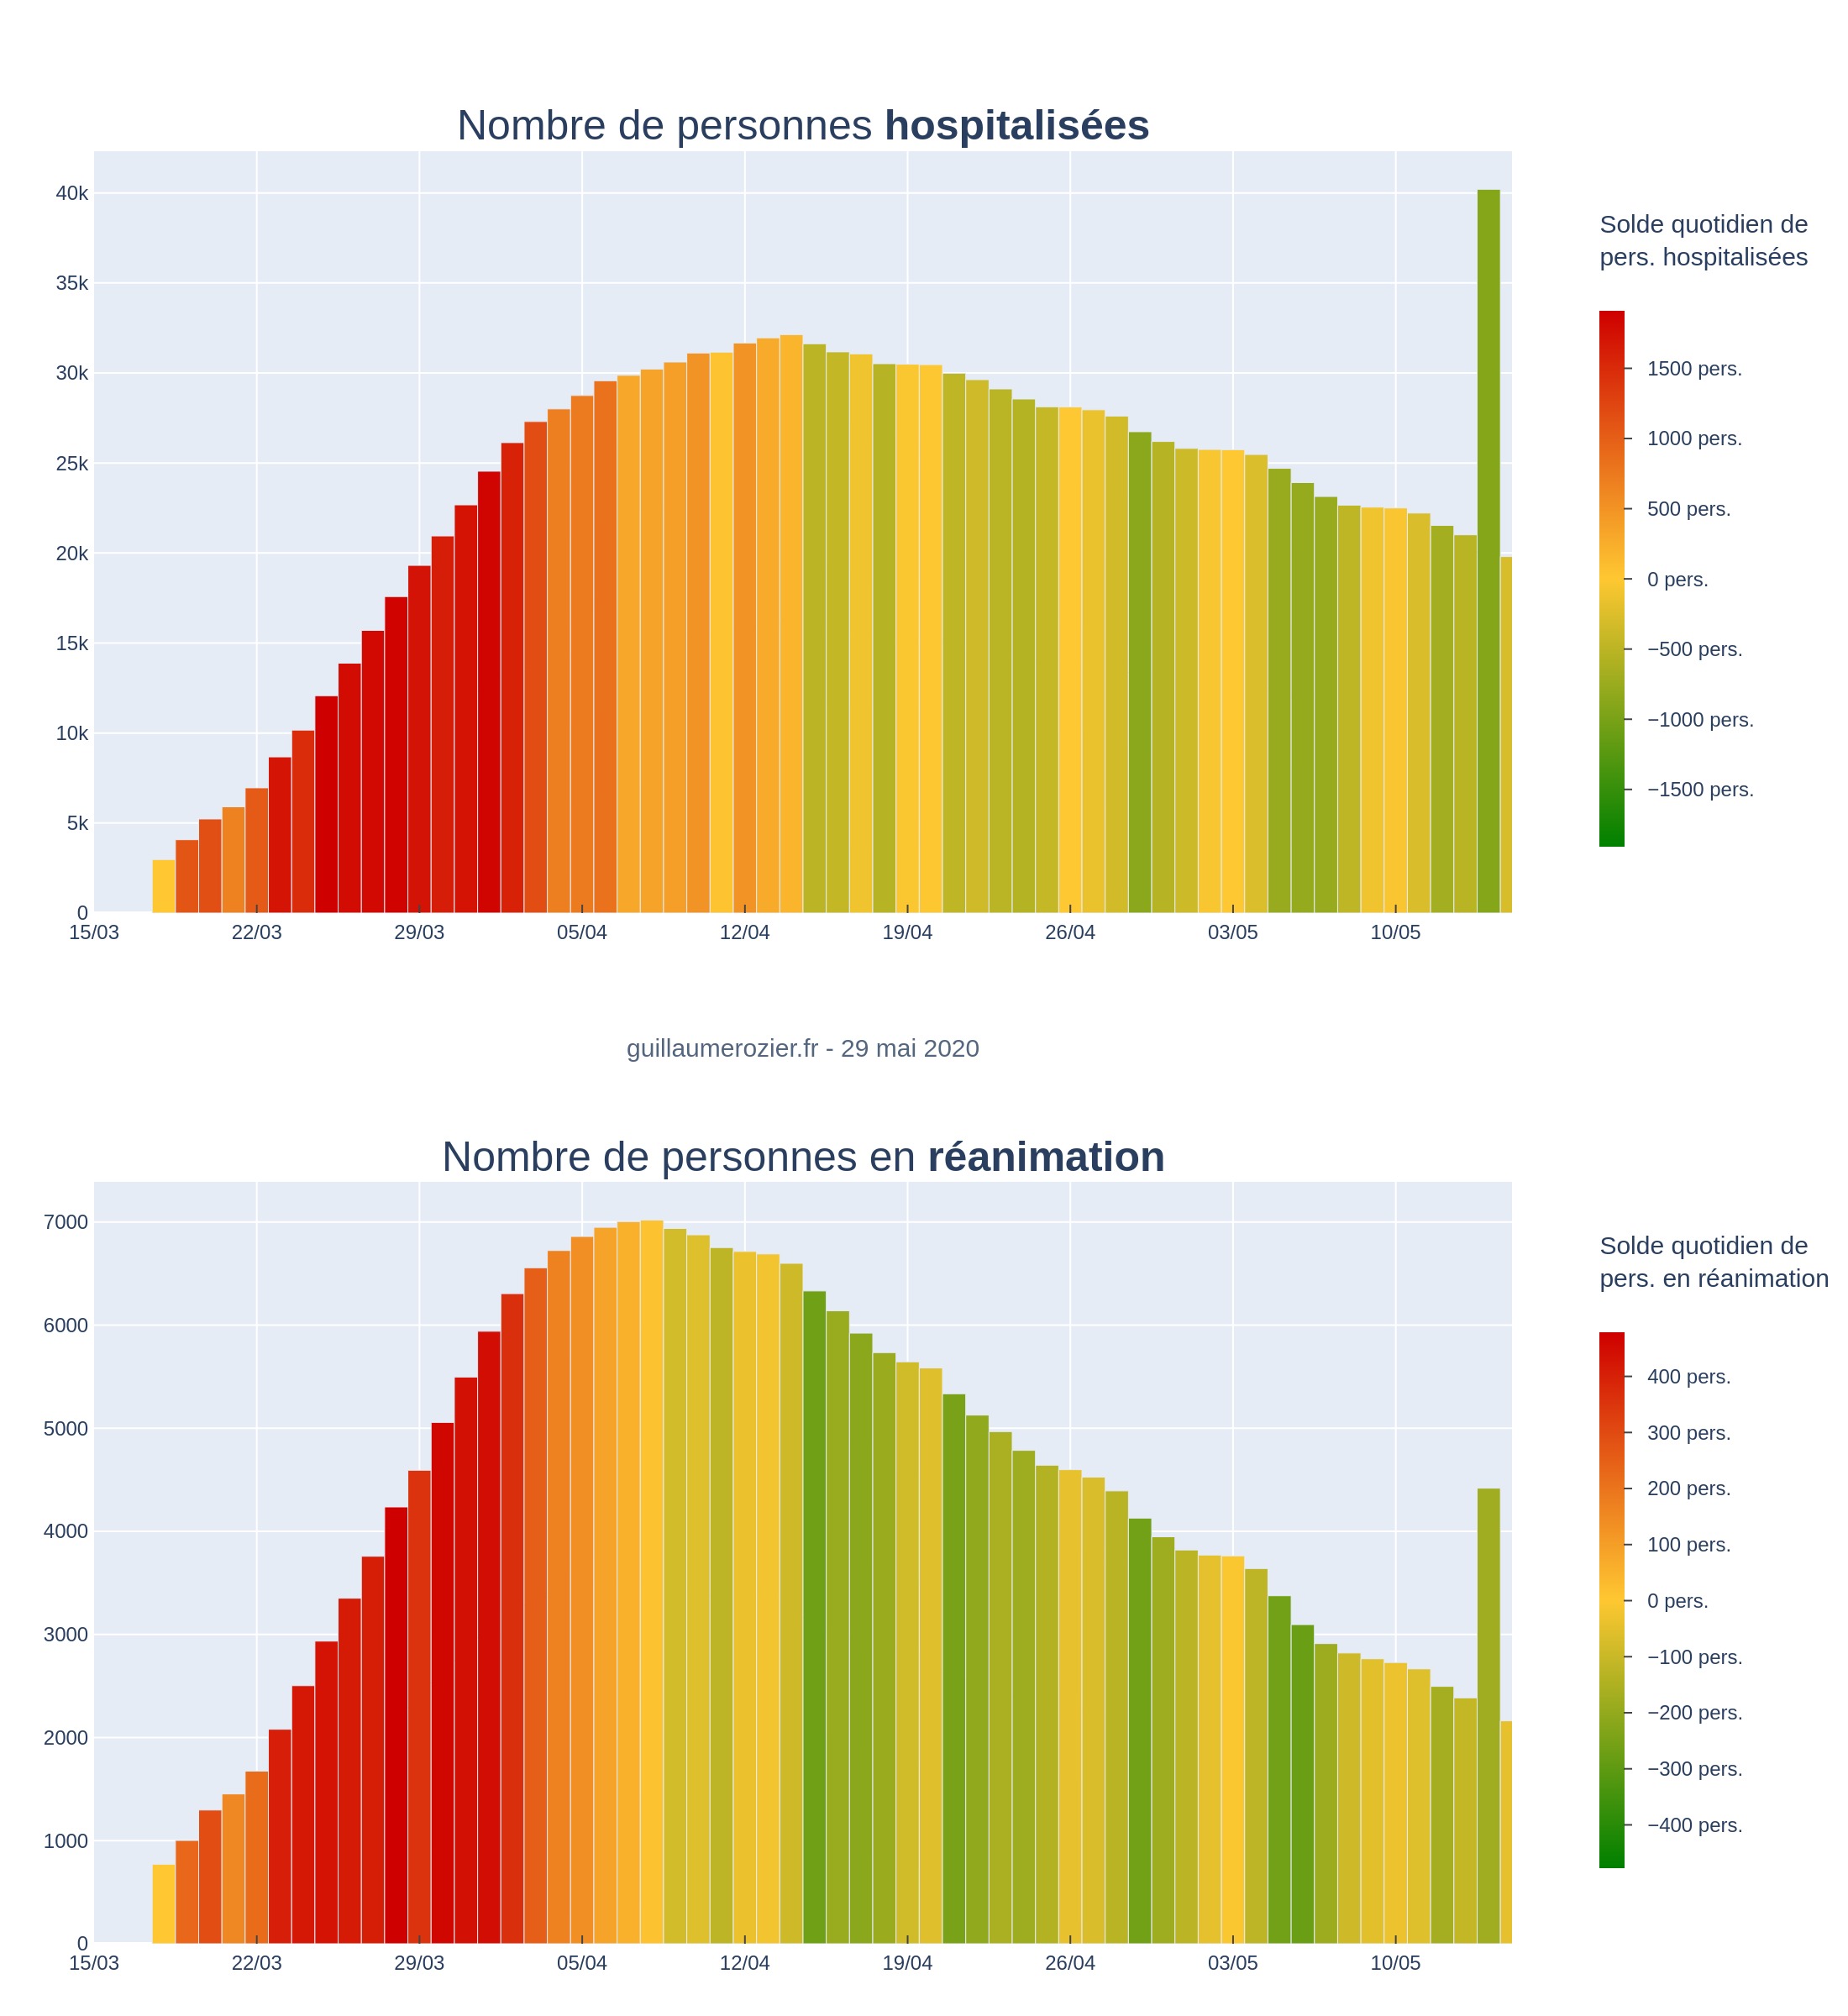 Nombre de personnes hospitalisées
40k
35k
30k
25k
20k
15k
10k
5k
0
15/03 22/03 29/03 05/04 12/04 19/04 26/04 03/05 10/05
Solde quotidien de
pers. hospitalisées
1500 pers.
1000 pers.
500 pers.
0 pers.
−500 pers.
−1000 pers.
−1500 pers.
guillaumerozier.fr - 29 mai 2020
Nombre de personnes en réanimation
7000
6000
5000
4000
3000
2000
1000
0
15/03 22/03 29/03 05/04 12/04 19/04 26/04 03/05 10/05
Solde quotidien de
pers. en réanimation
400 pers.
300 pers.
200 pers.
100 pers.
0 pers.
−100 pers.
−200 pers.
−300 pers.
−400 pers.